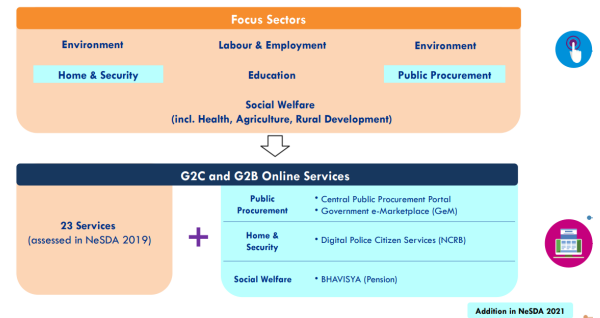 Focus Sectors
Environment
Labour & Employment
Environment
Home & Security
Education
Public Procurement
Social Welfare
(incl. Health, Agriculture, Rural Development)
G2C and G2B Online Services
23 Services
(assessed in NeSDA 2019)
+
Public
Procurement
• Central Public Procurement Portal
• Government e-Marketplace (GeM)
Home &
Security
• Digital Police Citizen Services (NCRB)
Social Welfare
• BHAVISYA (Pension)
Addition in NeSDA 2021